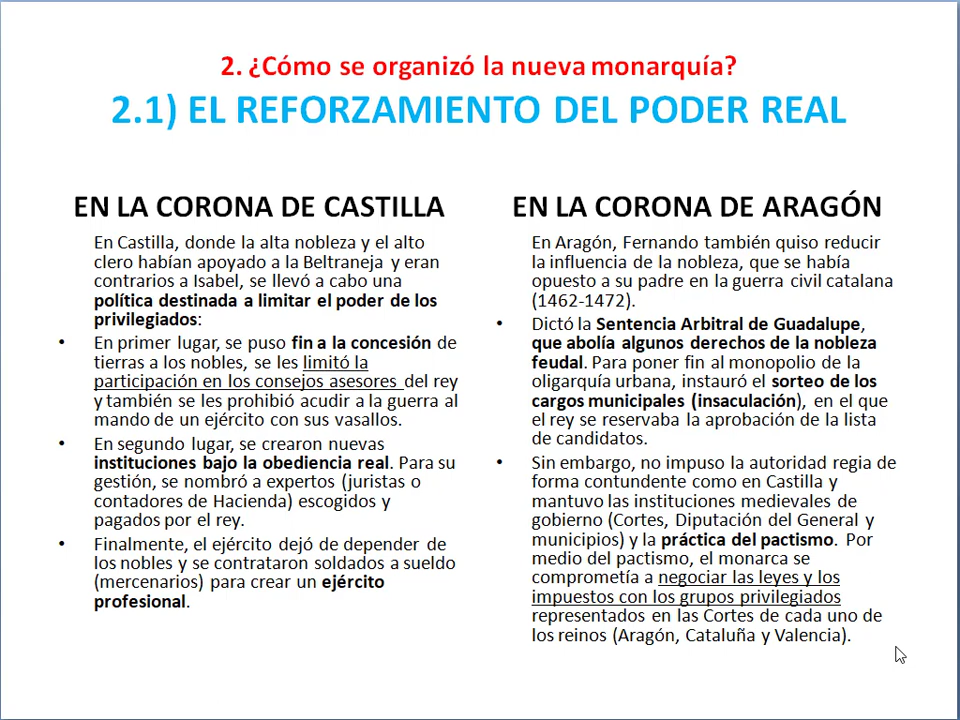 2. ¿Cómo se organizó la nueva monarquía?
2.1) EL REFORZAMIENTO DEL PODER REAL
EN LA CORONA DE CASTILLA
En Castilla, donde la alta nobleza y el alto
clero habían apoyado a la Beltraneja y eran
contrarios a Isabel, se llevó a cabo una
política destinada a limitar el poder de los
privilegiados:
• En primer lugar, se puso fin a la concesión de
tierras a los nobles, se les limitó la
participación en los consejos asesores del rey
y también se les prohibió acudir a la guerra al
mando de un ejército con sus vasallos.
• En segundo lugar, se crearon nuevas
instituciones bajo la obediencia real. Para su
gestión, se nombró a expertos (juristas o
contadores de Hacienda) escogidos y
pagados por el rey.
• Finalmente, el ejército dejó de depender de
los nobles y se contrataron soldados a sueldo
(mercenarios) para crear un ejército
profesional.
EN LA CORONA DE ARAGÓN
En Aragón, Fernando también quiso reducir
la influencia de la nobleza, que se había
opuesto a su padre en la guerra civil catalana
(1462-1472).
• Dictó la Sentencia Arbitral de Guadalupe,
que abolía algunos derechos de la nobleza
feudal. Para poner fin al monopolio de la
oligarquía urbana, instauró el sorteo de los
cargos municipales (insaculación), en el que
el rey se reservaba la aprobación de la lista
de candidatos.
• Sin embargo, no impuso la autoridad regia de
forma contundente como en Castilla y
mantuvo las instituciones medievales de
gobierno (Cortes, Diputación del General y
municipios) y la práctica del pactismo. Por
medio del pactismo, el monarca se
comprometía a negociar las leyes y los
impuestos con los grupos privilegiados
representados en las Cortes de cada uno de
los reinos (Aragón, Cataluña y Valencia).